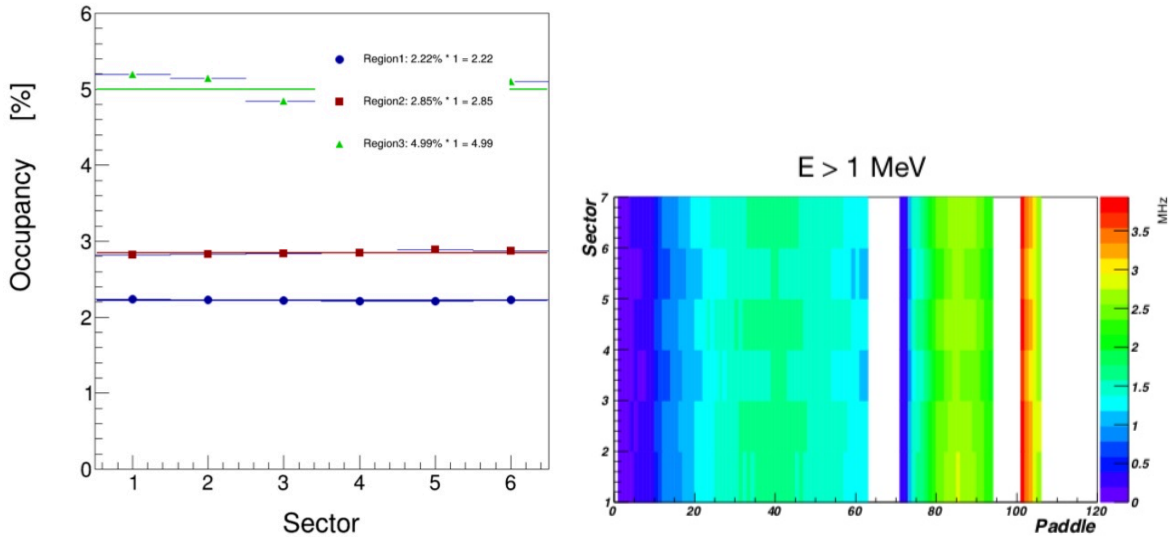 6
5
4
3
2
1
0
Occupancy [%]
Region1: 2.22% * 1 = 2.22
Region2: 2.85% * 1 = 2.85
Region3: 4.99% * 1 = 4.99
1 2 3 4 5 6
Sector
E > 1 MeV
Sector
7
6
5
4
3
2
1
0 20 40 60 80 100 120
Paddle
MHz
3.5
3
2.5
2
1.5
1
0.5
0